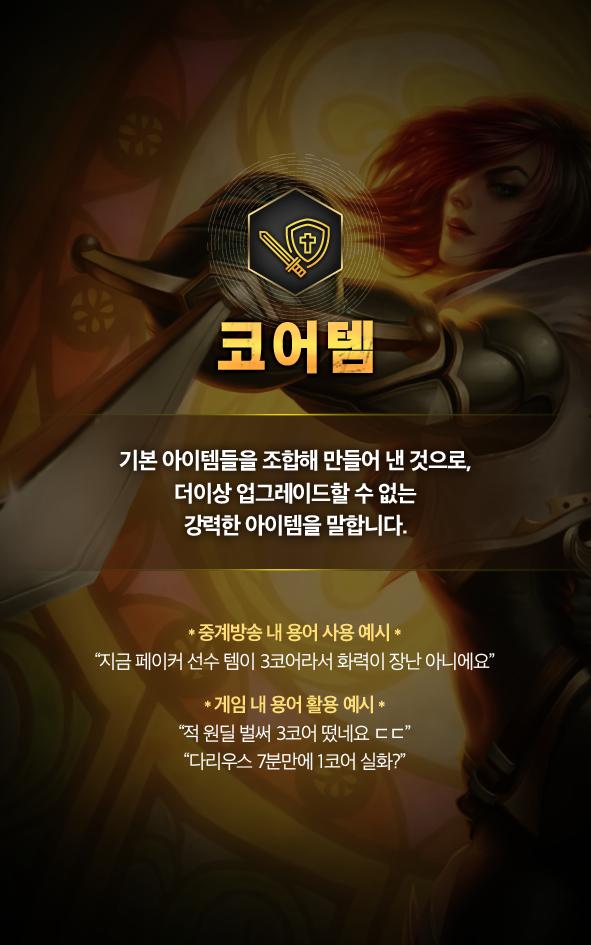 코어템
기본 아이템들을 조합해 만들어 낸 것으로,
더이상 업그레이드할 수 없는
강력한 아이템을 말합니다.
* 중계방송 내 용어 사용 예시 *
“지금 페이커 선수 템이 3코어라서 화력이 장난 아니에요”
* 게임 내 용어 활용 예시 *
“적 원딜 벌써 3코어 떴네요 ㄷㄷ”
“다리우스 7분만에 1코어 실화?”